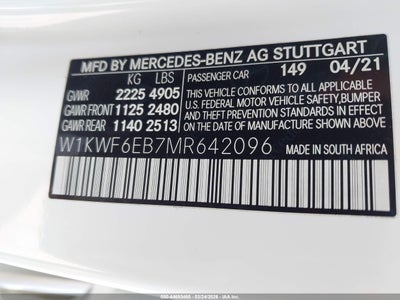 MFD BY MERCEDES-BENZ AG STUTTGART
KG LBS PASSENGER CAR 149 04/21
GVWR 2225 4905 THIS VEHICLE CONFORMS TO ALL APPLICABLE
GAWR FRONT 1125 2480 U.S. FEDERAL MOTOR VEHICLE SAFETY, BUMPER
GAWR REAR 1140 2513 AND THEFT PREVENTION STANDARDS IN EFFECT
ON THE DATE OF MANUFACTURE SHOWN ABOVE.
W1KWF6EB7MR642096 MADE IN SOUTH AFRICA